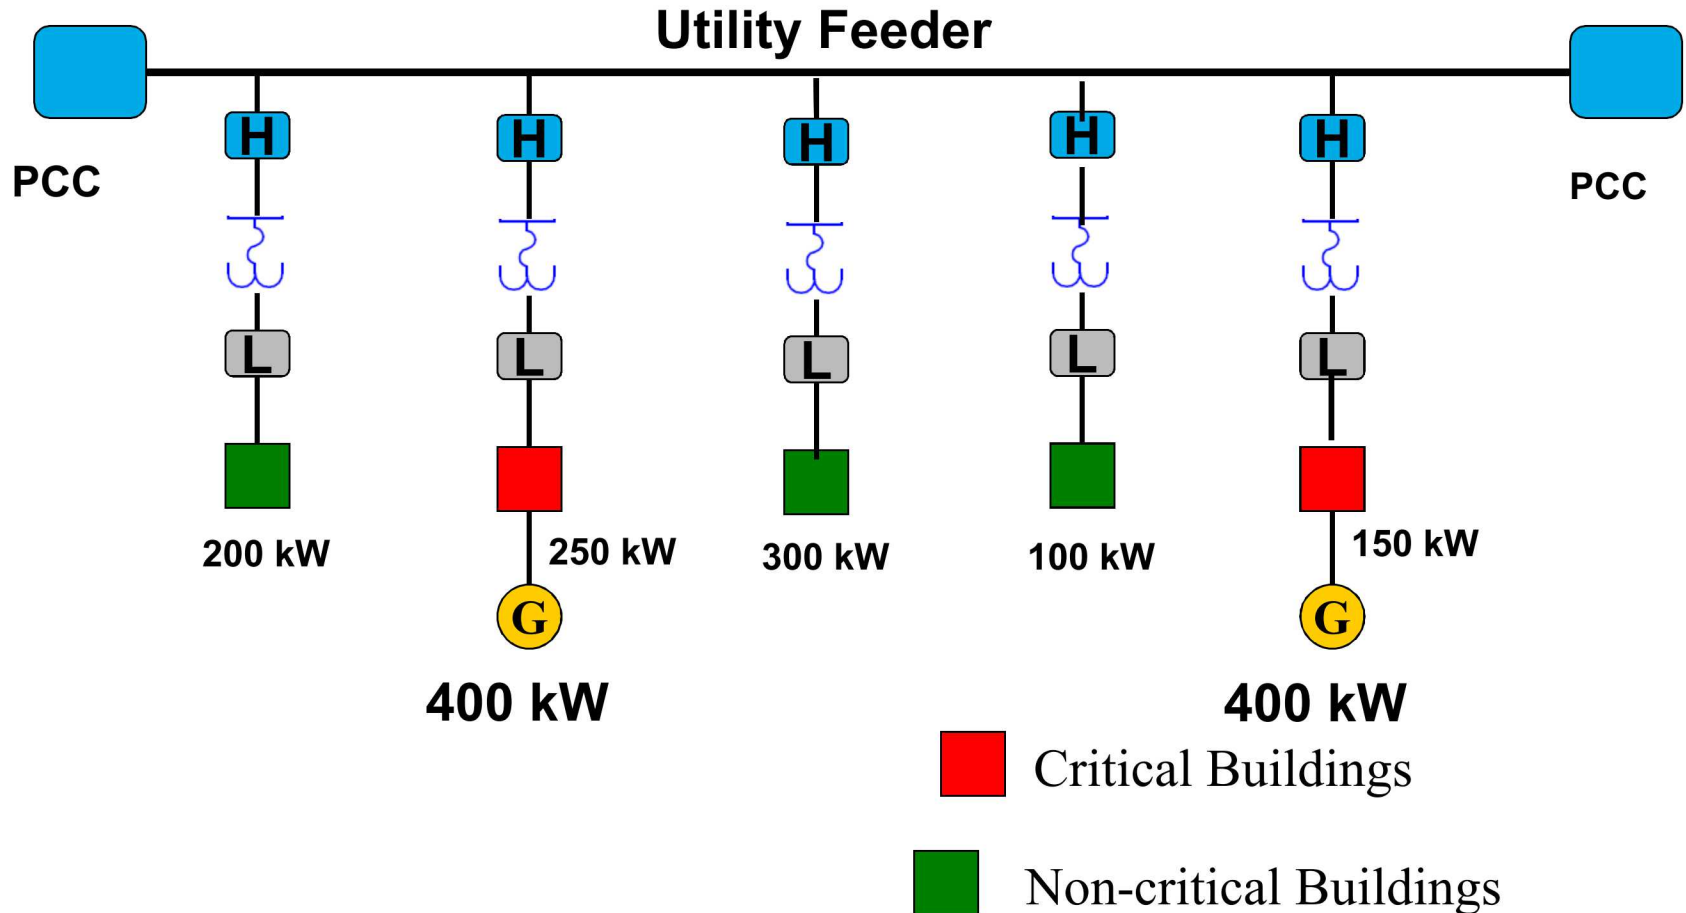 Utility Feeder
H
H
H
H
H
PCC
PCC
L
L
L
L
L
200 kW
250 kW
300 kW
100 kW
150 kW
G
G
400 kW
400 kW
Critical Buildings
Non-critical Buildings